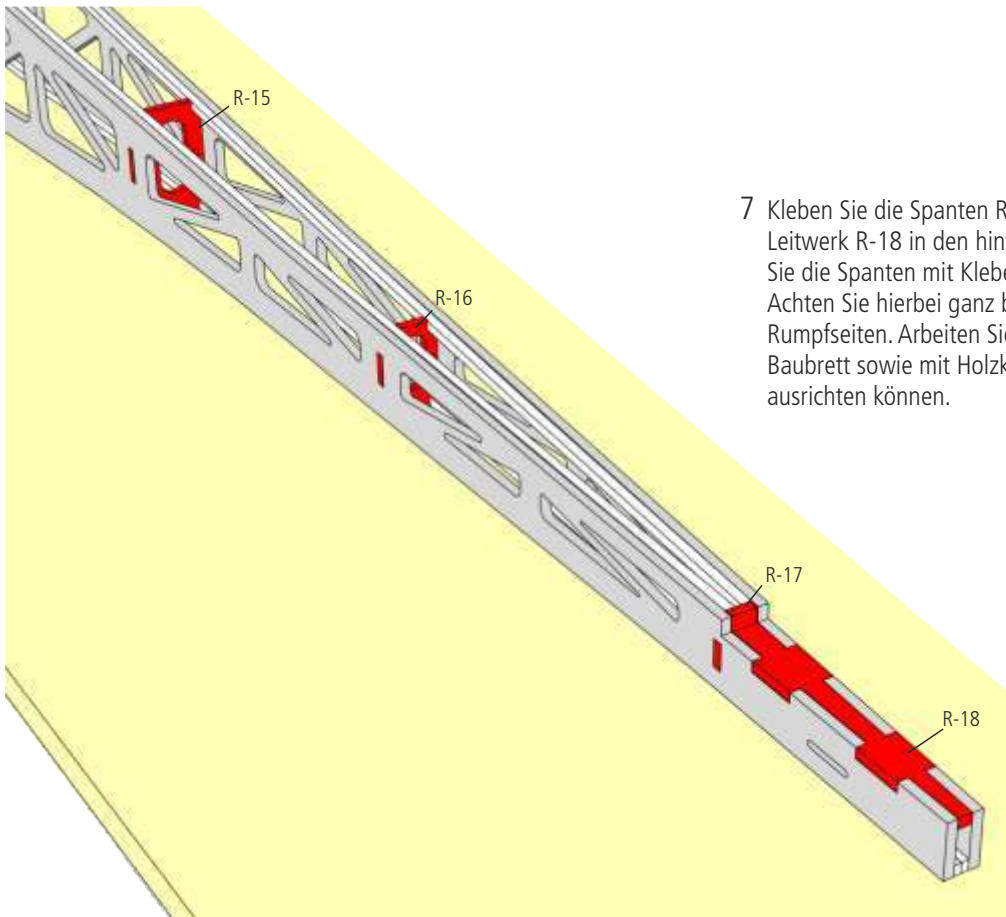 R-15
7 Kleben Sie die Spanten R
Leitwerk R-18 in den hin
Sie die Spanten mit Klebe
Achten Sie hierbei ganz b
Rumpfseiten. Arbeiten Sie
Baubrett sowie mit Holzk
ausrichten können.
R-16
R-17
R-18